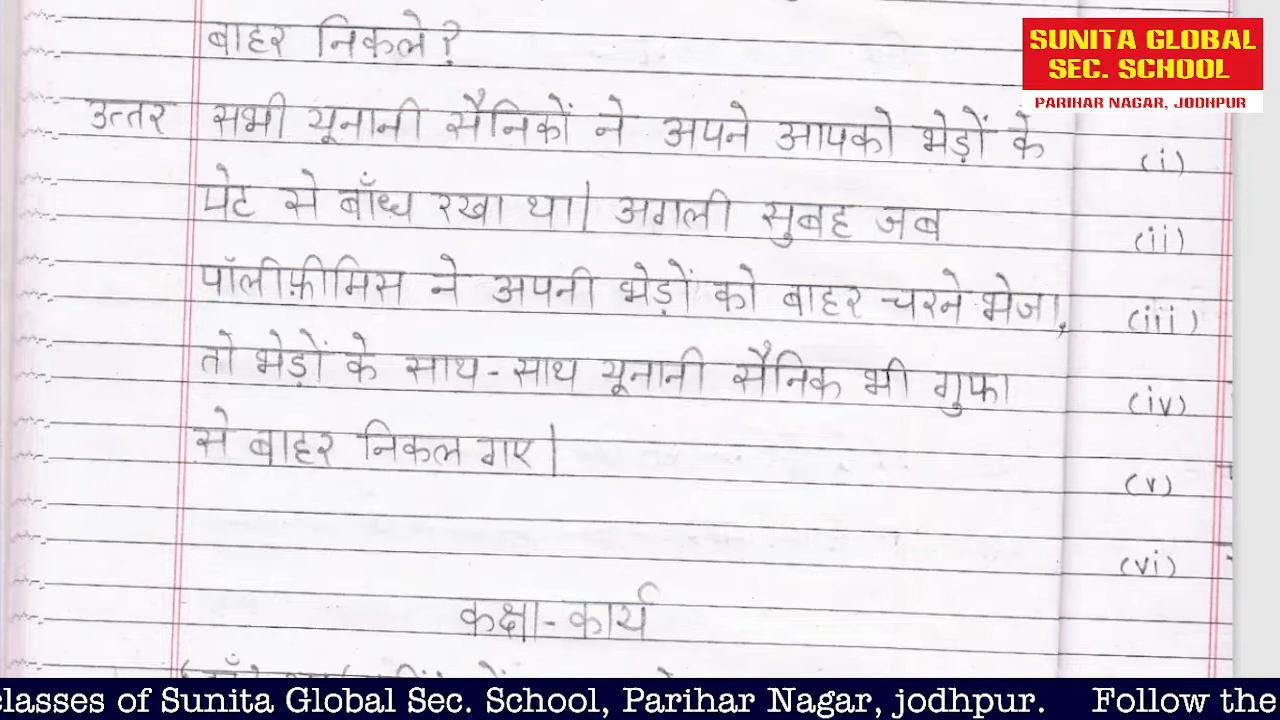 बाहर निकले?
SUNITA GLOBAL
SEC. SCHOOL
PARIHAR NAGAR, JODHPUR
उत्तर सभी यूनानी सैनिकों ने अपने आपको भेड़ों के (i)
पेट से बाँध रखा था| अगली सुबह जब (ii)
पॉलीफ़ीमिस ने अपनी भेड़ों को बाहर चरने भेजा, (iii)
तो भेड़ों के साथ-साथ यूनानी सैनिक भी गुफा (iv)
से बाहर निकल गए| (v)
(vi)
कक्षा-कार्य
classes of Sunita Global Sec. School, Parihar Nagar, jodhpur. Follow the